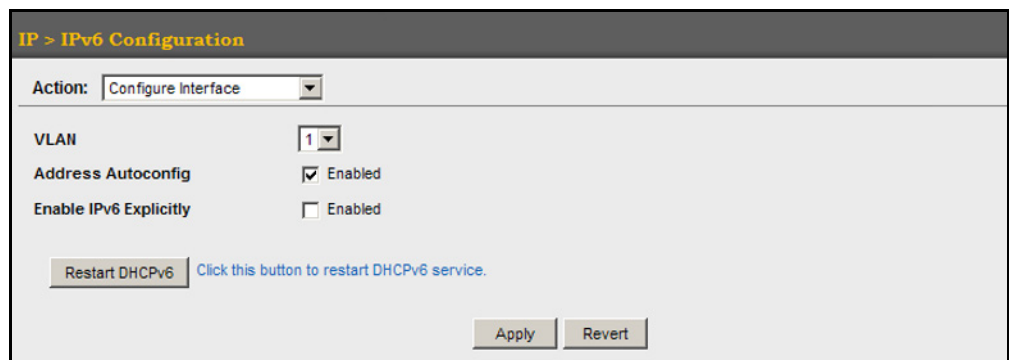 IP > IPv6 Configuration
Action: Configure Interface
VLAN 1
Address Autoconfig Enabled
Enable IPv6 Explicitly Enabled
Restart DHCPv6 Click this button to restart DHCPv6 service.
Apply Revert